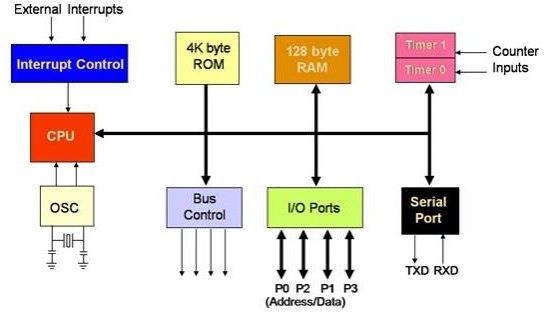 External Interrupts
Interrupt Control
4K byte
ROM
128 byte
RAM
Timer 1
Timer 0
Counter
Inputs
CPU
OSC
Bus
Control
I/O Ports
Serial
Port
TXD RXD
P0 P2 P1 P3
(Address/Data)